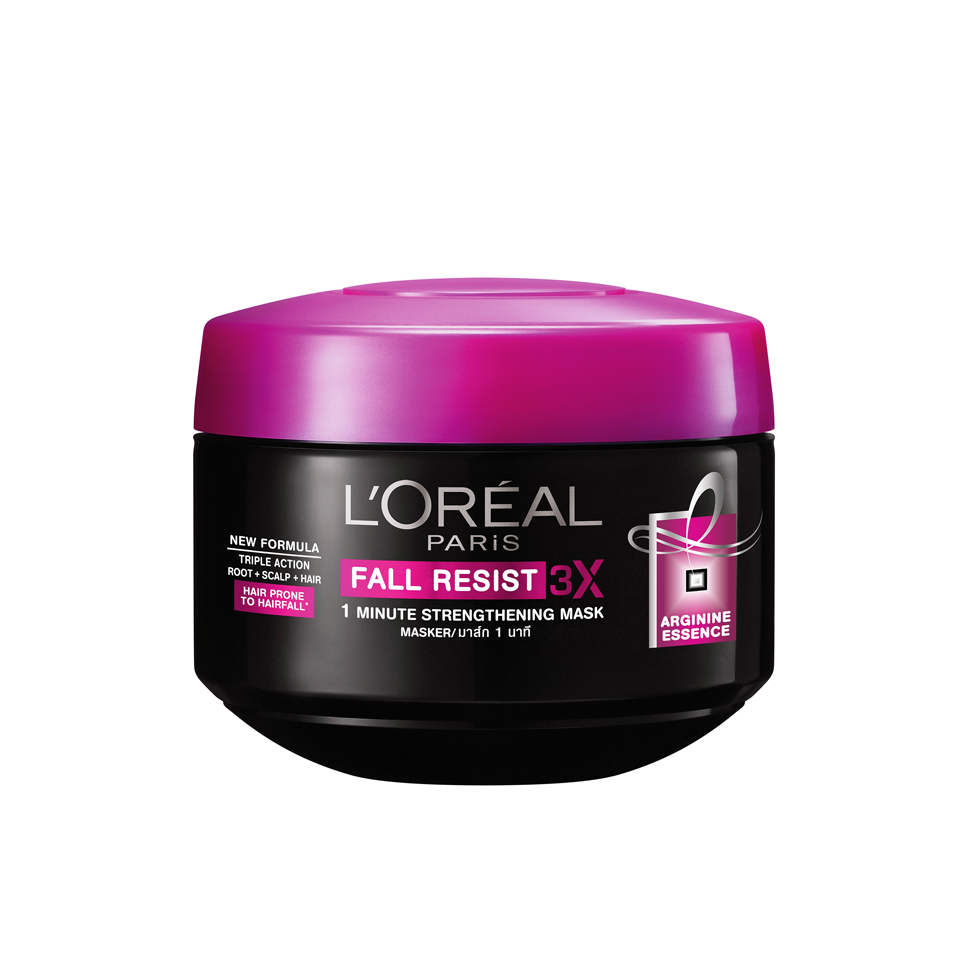 L'ORÉAL
PARiS
NEW FORMULA
TRIPLE ACTION
ROOT + SCALP + HAIR
HAIR PRONE
TO HAIRFALL*
FALL RESIST 3X
1 MINUTE STRENGTHENING MASK
MASKER/มาส์ก 1 นาที
ARGININE
ESSENCE